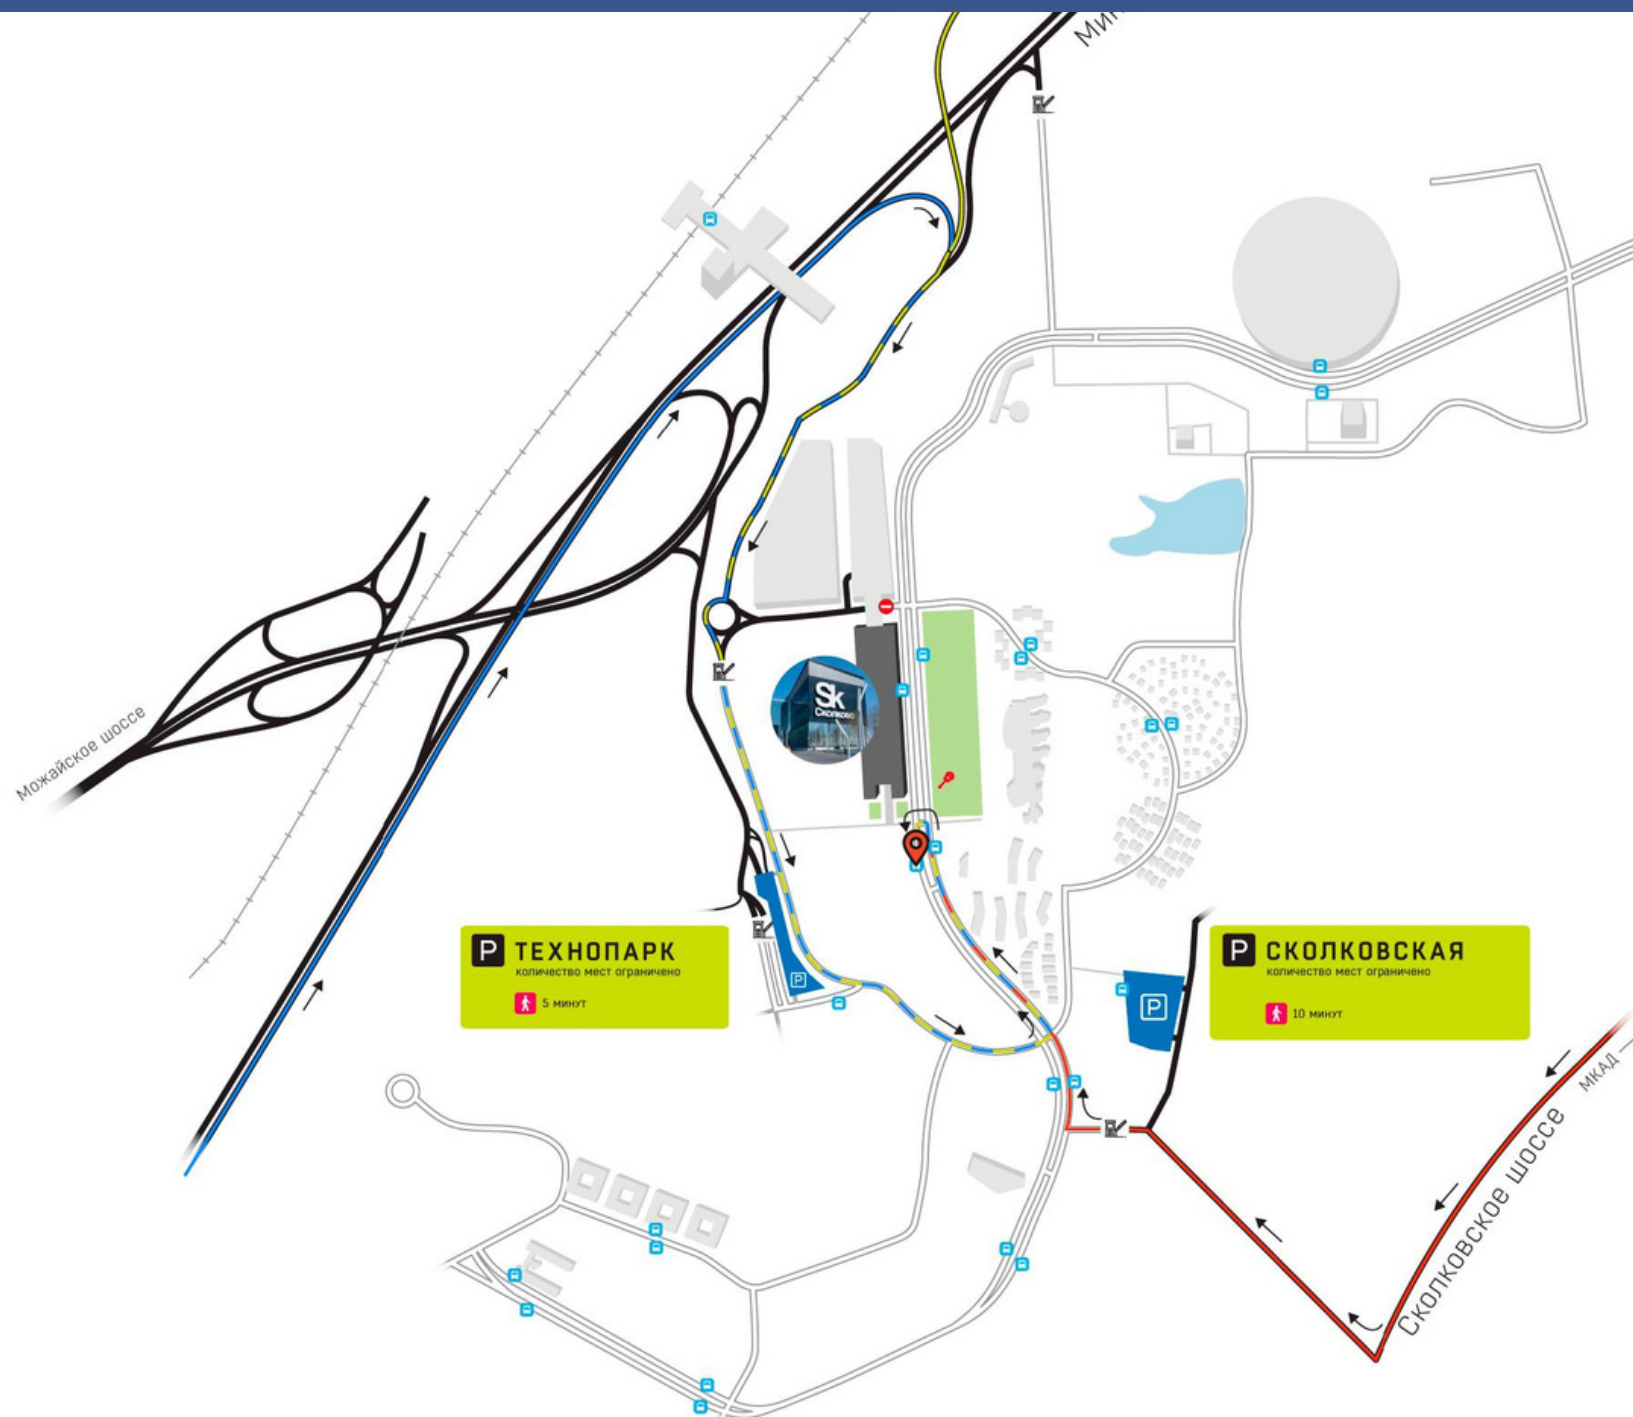 Можайское шоссе
Sk
Сколково
P ТЕХНОПАРК
количество мест ограничено
5 минут
P
P СКОЛКОВСКАЯ
количество мест ограничено
10 минут
P
МКАД
Сколковское шоссе